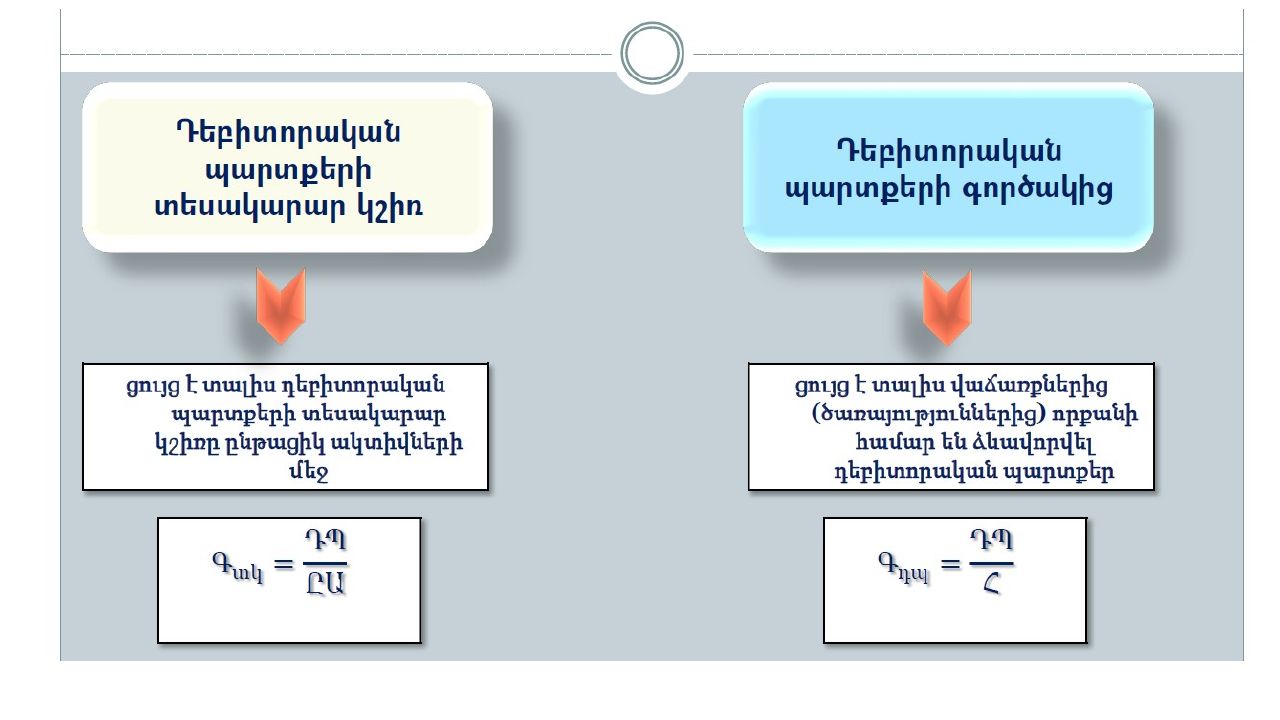 Դեբիտորական
պարտքերի
տեսակարար կշիռ
ցույց է տալիս դեբիտորական
պարտքերի տեսակարար
կշիռը ընթացիկ ակտիվների
մեջ
Գտկ = ԴՊ/ԸԱ
Դեբիտորական
պարտքերի գործակից
ցույց է տալիս վաճառքներից
(ծառայություններից) որքանի
համար են ձևավորվել
դեբիտորական պարտքեր
Գդպ = ԴՊ/Հ